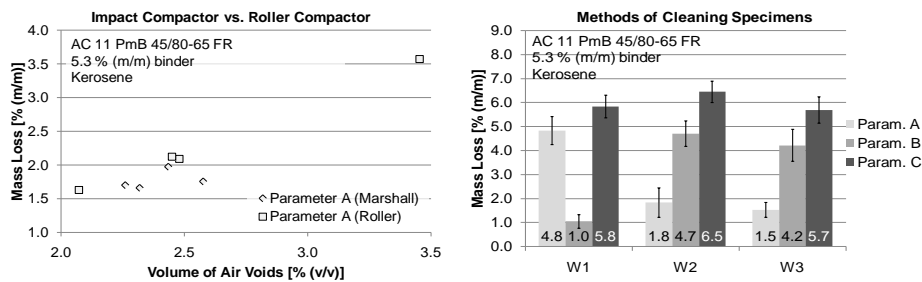 Impact Compactor vs. Roller Compactor
4.0
3.5
3.0
2.5
2.0
1.5
1.0
Mass Loss [% (m/m)]
AC 11 PmB 45/80-65 FR
5.3 % (m/m) binder
Kerosene
Parameter A (Marshall)
Parameter A (Roller)
2.0 2.5 3.0 3.5
Volume of Air Voids [% (v/v)]
Methods of Cleaning Specimens
9.0
8.0
7.0
6.0
5.0
4.0
3.0
2.0
1.0
0.0
Mass Loss [% (m/m)]
AC 11 PmB 45/80-65 FR
5.3 % (m/m) binder
Kerosene
4.8 1.0 5.8 1.8 4.7 6.5 1.5 4.2 5.7
W1 W2 W3
Param. A
Param. B
Param. C